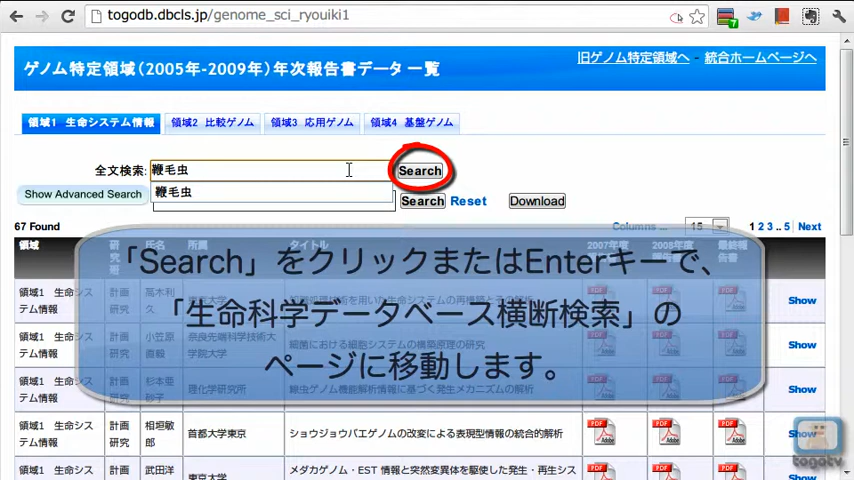 togodb.dbcls.jp/genome_sci_ryouiki1
ゲノム特定領域(2005年-2009年)年次報告書データ一覧
旧ゲノム特定領域へ - 統合ホームページへ
領域1 生命システム情報 領域2 比較ゲノム 領域3 応用ゲノム 領域4 基盤ゲノム
全文検索: 鞭毛虫 Search
鞭毛虫
Show Advanced Search Search Reset Download
67 Found Columns ... 15 1 2 3 .. 5 Next
領域 研究班 氏名 所属 タイトル 2007年度 2008年度 最終報告書
「Search」をクリックまたはEnterキーで、
「生命科学データベース横断検索」の
ページに移動します。
領域1 生命システム情報 計画研究 高木利久 Show
領域1 生命システム情報 計画研究 小笠原直毅 奈良先端科学技術大学院大学 細菌における細胞システムの構築原理の研究 Show
領域1 生命システム情報 計画研究 杉本亜砂子 理化学研究所 線虫ゲノム機能解析情報に基づく発生メカニズムの解析 Show
領域1 生命システム情報 計画研究 相垣敏郎 首都大学東京 ショウジョウバエゲノムの改変による表現型情報の統合的解析 Show
領域1 生命システ 計画 武田洋 東京大学 メダカゲノム・EST 情報と突然変異体を駆使した発生・再生シス
togotv